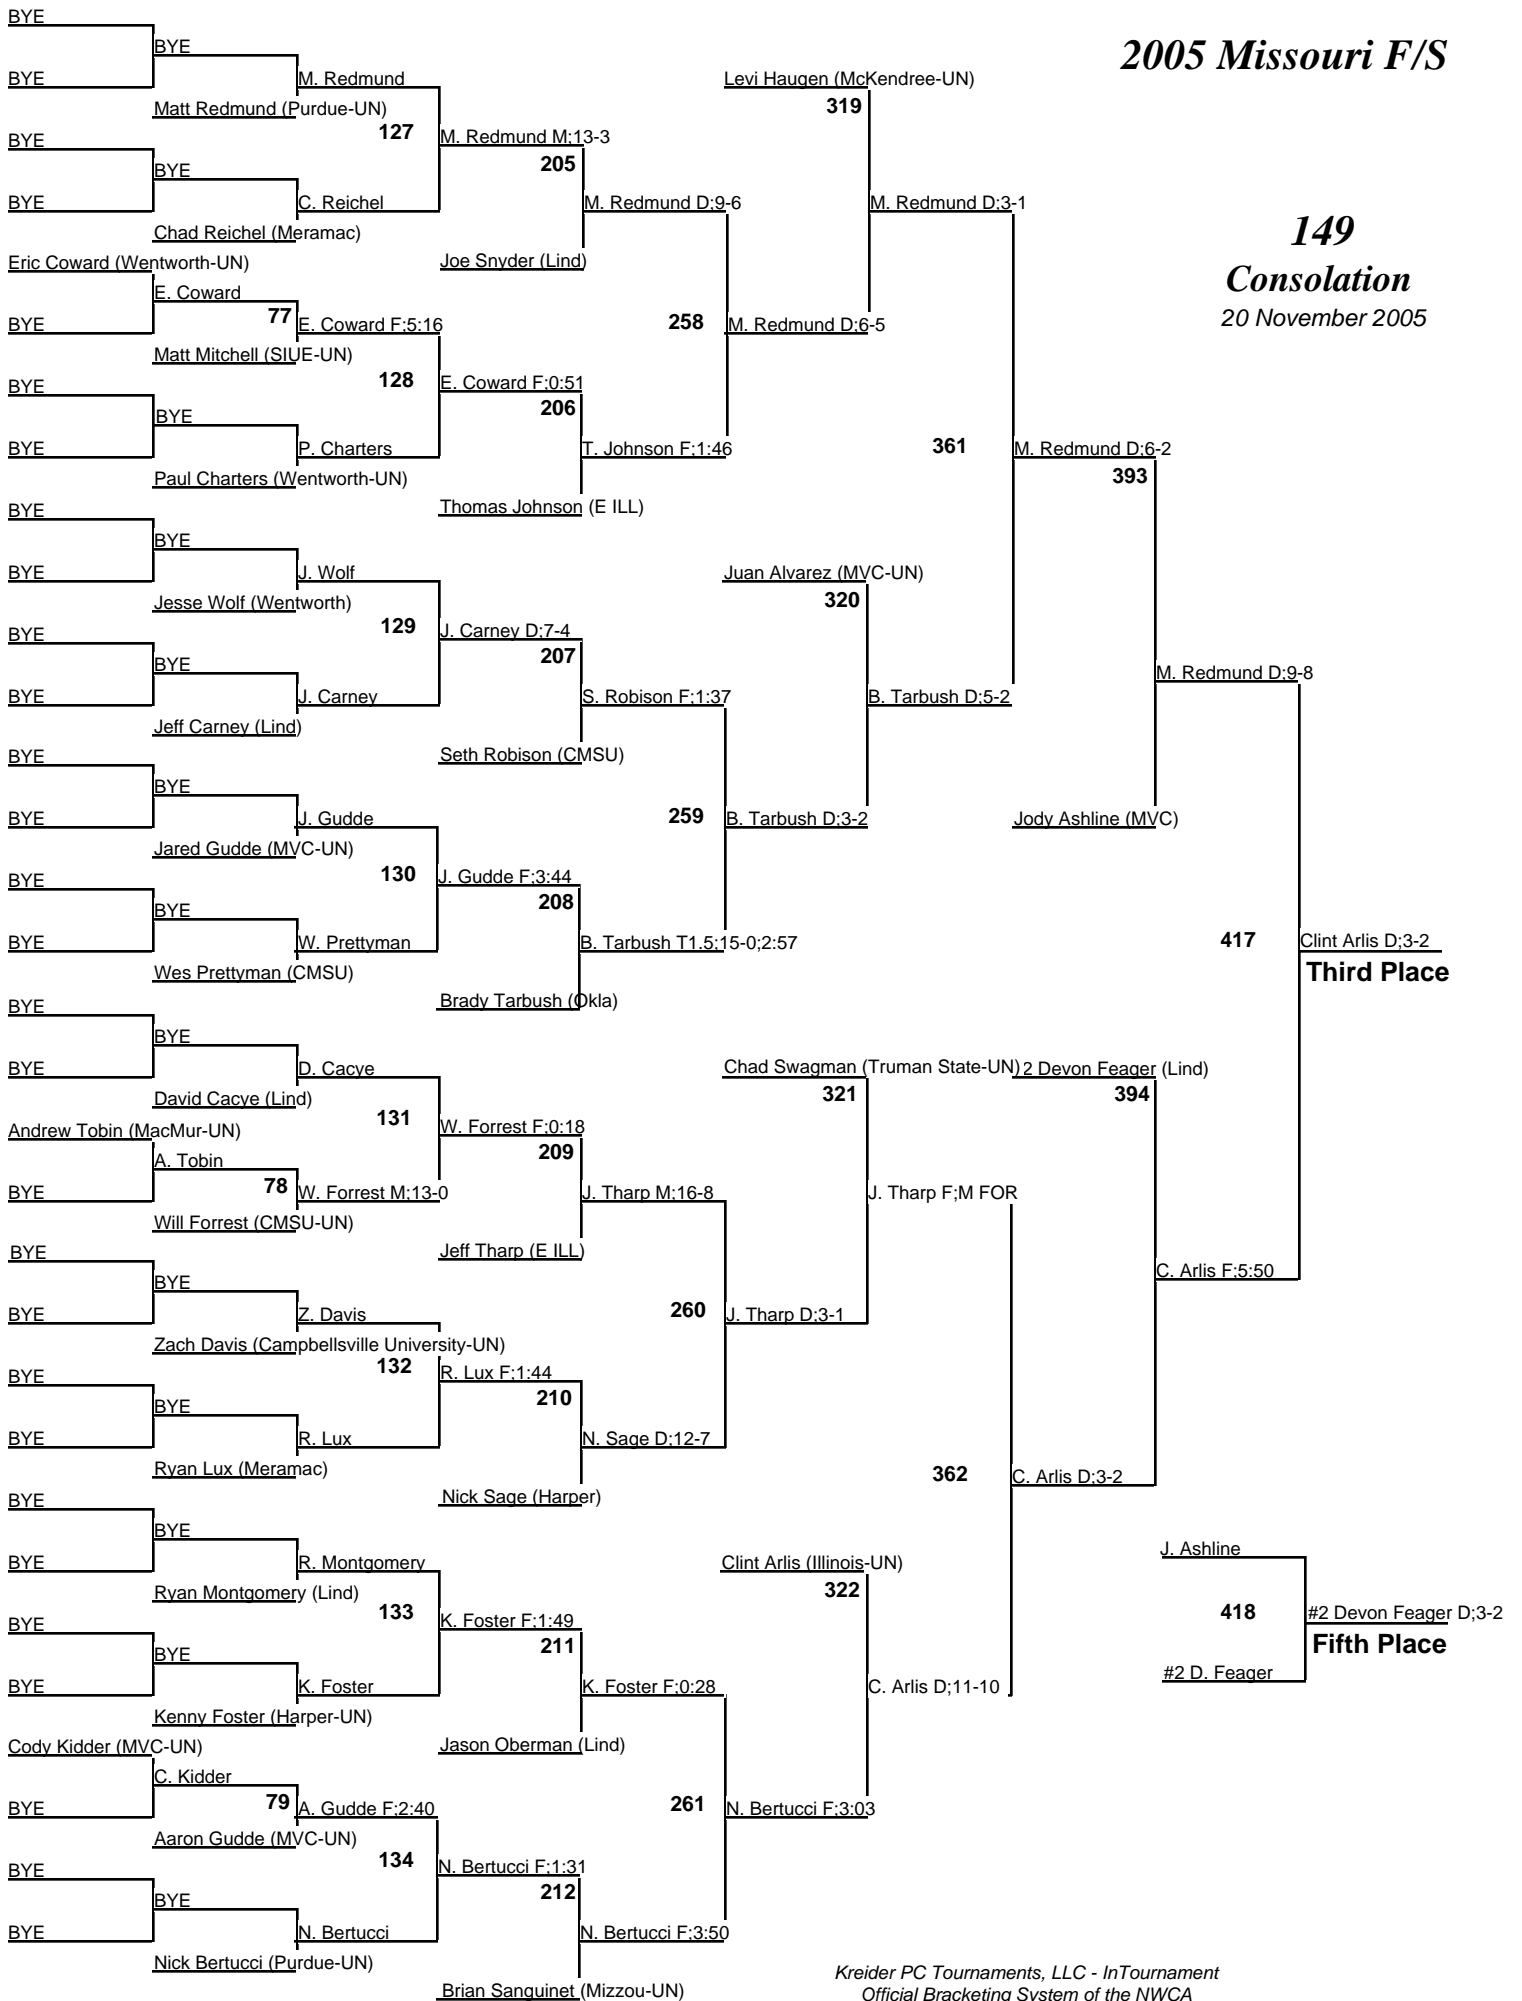 BYE
2005 Missouri F/S
BYE
BYE
M. Redmund
Levi Haugen (McKendree-UN)
Matt Redmund (Purdue-UN)
319
127
BYE
M. Redmund M;13-3
205
BYE
BYE
C. Reichel
M. Redmund D;9-6
M. Redmund D;3-1
149
Chad Reichel (Meramac)
Eric Coward (Wentworth-UN)
Joe Snyder (Lind)
Consolation
E. Coward
20 November 2005
77
BYE
E. Coward F;5:16
258
M. Redmund D;6-5
Matt Mitchell (SIUE-UN)
128
BYE
E. Coward F;0:51
206
BYE
BYE
P. Charters
T. Johnson F;1:46
361
M. Redmund D;6-2
393
Paul Charters (Wentworth-UN)
Thomas Johnson (E ILL)
BYE
BYE
BYE
J. Wolf
Juan Alvarez (MVC-UN)
320
Jesse Wolf (Wentworth)
129
BYE
J. Carney D;7-4
207
BYE
M. Redmund D;9-8
BYE
J. Carney
S. Robison F;1:37
B. Tarbush D;5-2
Jeff Carney (Lind)
BYE
Seth Robison (CMSU)
BYE
BYE
J. Gudde
259
B. Tarbush D;3-2
Jody Ashline (MVC)
Jared Gudde (MVC-UN)
130
BYE
J. Gudde F;3:44
208
BYE
BYE
W. Prettyman
B. Tarbush T1.5;15-0;2:57
417
Clint Arlis D;3-2
Third Place
Wes Prettyman (CMSU)
Brady Tarbush (Okla)
BYE
BYE
BYE
D. Cacye
Chad Swagman (Truman State-UN)
2 Devon Feager (Lind)
David Cacye (Lind)
321
394
131
Andrew Tobin (MacMur-UN)
W. Forrest F;0:18
209
A. Tobin
78
BYE
W. Forrest M;13-0
J. Tharp M;16-8
J. Tharp F;M FOR
Will Forrest (CMSU-UN)
BYE
Jeff Tharp (E ILL)
C. Arlis F;5:50
BYE
BYE
Z. Davis
260
J. Tharp D;3-1
Zach Davis (Campbellsville University-UN)
132
BYE
R. Lux F;1:44
210
BYE
BYE
R. Lux
N. Sage D;12-7
Ryan Lux (Meramac)
362
C. Arlis D;3-2
BYE
Nick Sage (Harper)
BYE
J. Ashline
BYE
R. Montgomery
Clint Arlis (Illinois-UN)
322
Ryan Montgomery (Lind)
133
418
#2 Devon Feager D;3-2
BYE
K. Foster F;1:49
211
Fifth Place
BYE
#2 D. Feager
BYE
K. Foster
K. Foster F;0:28
C. Arlis D;11-10
Kenny Foster (Harper-UN)
Cody Kidder (MVC-UN)
Jason Oberman (Lind)
C. Kidder
79
BYE
A. Gudde F;2:40
261
N. Bertucci F;3:03
Aaron Gudde (MVC-UN)
134
BYE
N. Bertucci F;1:31
212
BYE
BYE
N. Bertucci
N. Bertucci F;3:50
Nick Bertucci (Purdue-UN)
Brian Sanguinet (Mizzou-UN)
Kreider PC Tournaments, LLC - InTournament
Official Bracketing System of the NWCA